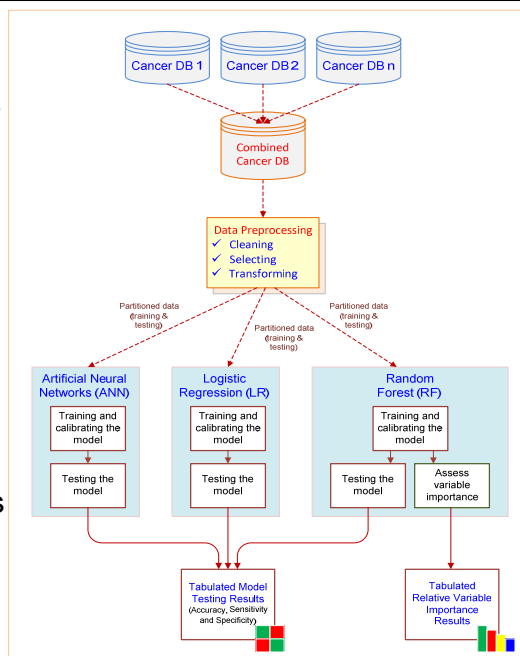 Cancer DB 1
Cancer DB 2
Cancer DB n
Combined
Cancer DB
Data Preprocessing
✓ Cleaning
✓ Selecting
✓ Transforming
Partitioned data
(training &
testing)
Partitioned data
(training &
testing)
Partitioned data
(training &
testing)
Artificial Neural
Networks (ANN)
Training and
calibrating the
model
Testing the
model
Logistic
Regression (LR)
Training and
calibrating the
model
Testing the
model
Random
Forest (RF)
Training and
calibrating the
model
Testing the
model
Assess
variable
importance
s
Tabulated Model
Testing Results
(Accuracy, Sensitivity
and Specificity)
Tabulated
Relative Variable
Importance
Results